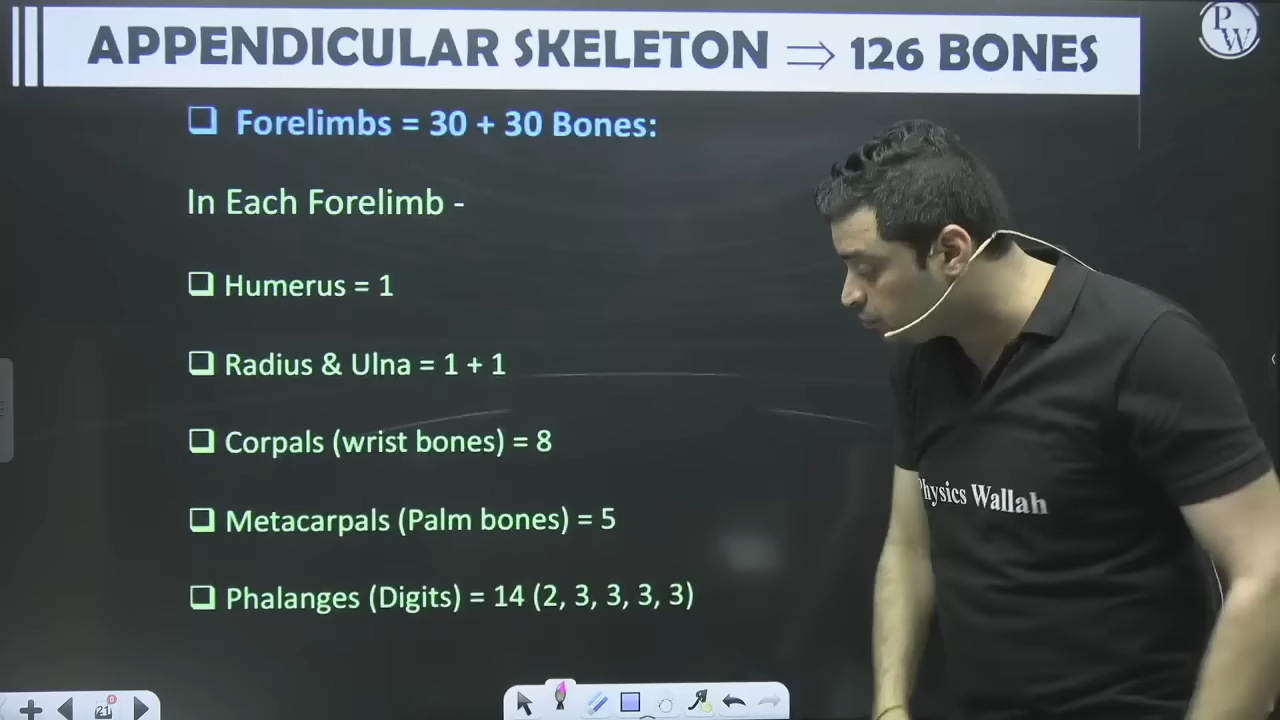 APPENDICULAR SKELETON ⇒ 126 BONES
PW
❑ Forelimbs = 30 + 30 Bones:
In Each Forelimb -
❑ Humerus = 1
❑ Radius & Ulna = 1 + 1
❑ Corpals (wrist bones) = 8
❑ Metacarpals (Palm bones) = 5
❑ Phalanges (Digits) = 14 (2, 3, 3, 3, 3)
Physics Wallah
21